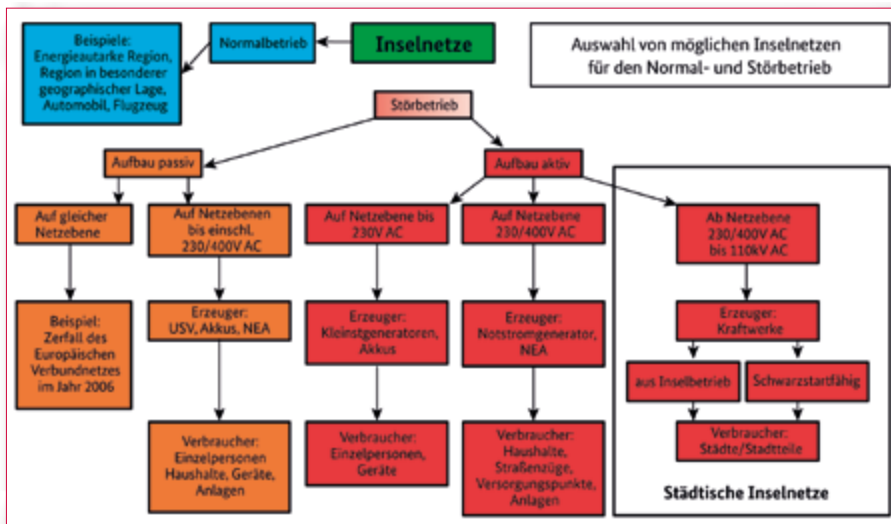 Beispiele:
Energieautarke Region,
Region in besonderer
geographischer Lage,
Automobil, Flugzeug
Normalbetrieb
Inselnetze
Auswahl von möglichen Inselnetzen
für den Normal- und Störbetrieb
Störbetrieb
Aufbau passiv
Aufbau aktiv
Auf gleicher
Netzebene
Auf Netzebenen
bis einschl.
230/400V AC
Auf Netzebene bis
230V AC
Auf Netzebene
230/400V AC
Ab Netzebene
230/400V AC
bis 110kV AC
Beispiel:
Zerfall des
Europäischen
Verbundnetzes
im Jahr 2006
Erzeuger:
USV, Akkus, NEA
Erzeuger:
Kleinstgeneratoren,
Akkus
Erzeuger:
Notstromgenerator,
NEA
Erzeuger:
Kraftwerke
aus Inselbetrieb
Schwarzstartfähig
Verbraucher:
Einzelpersonen
Haushalte, Geräte,
Anlagen
Verbraucher:
Einzelpersonen,
Geräte
Verbraucher:
Haushalte,
Straßenzüge,
Versorgungspunkte,
Anlagen
Verbraucher:
Städte/Stadtteile
Städtische Inselnetze